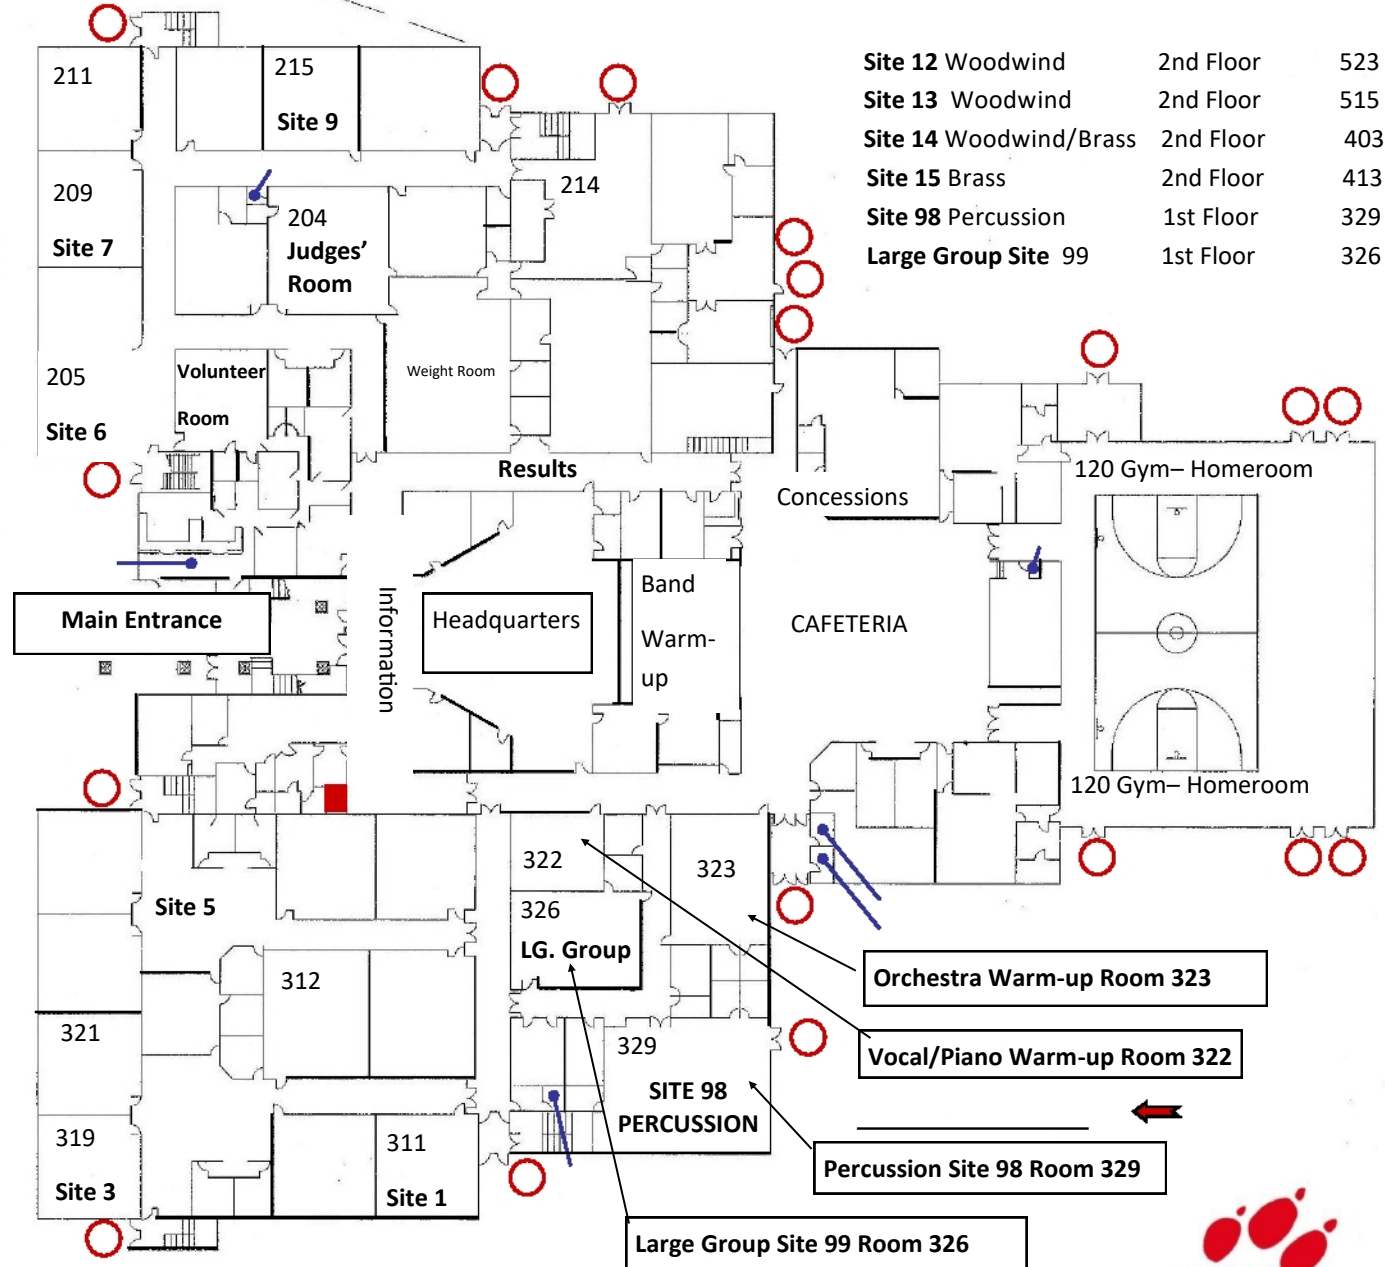 Site 12 Woodwind 2nd Floor 523
Site 13 Woodwind 2nd Floor 515
Site 14 Woodwind/Brass 2nd Floor 403
Site 15 Brass 2nd Floor 413
Site 98 Percussion 1st Floor 329
Large Group Site 99 1st Floor 326
211
215
Site 9
209
Site 7
204
Judges’
Room
214
205
Site 6
Volunteer
Room
Weight Room
Results
Concessions
120 Gym– Homeroom
Main Entrance
Information
Headquarters
Band
Warm-
up
CAFETERIA
120 Gym– Homeroom
Site 5
322
323
326
LG. Group
312
321
329
SITE 98
PERCUSSION
319
Site 3
311
Site 1
Orchestra Warm-up Room 323
Vocal/Piano Warm-up Room 322
Percussion Site 98 Room 329
Large Group Site 99 Room 326